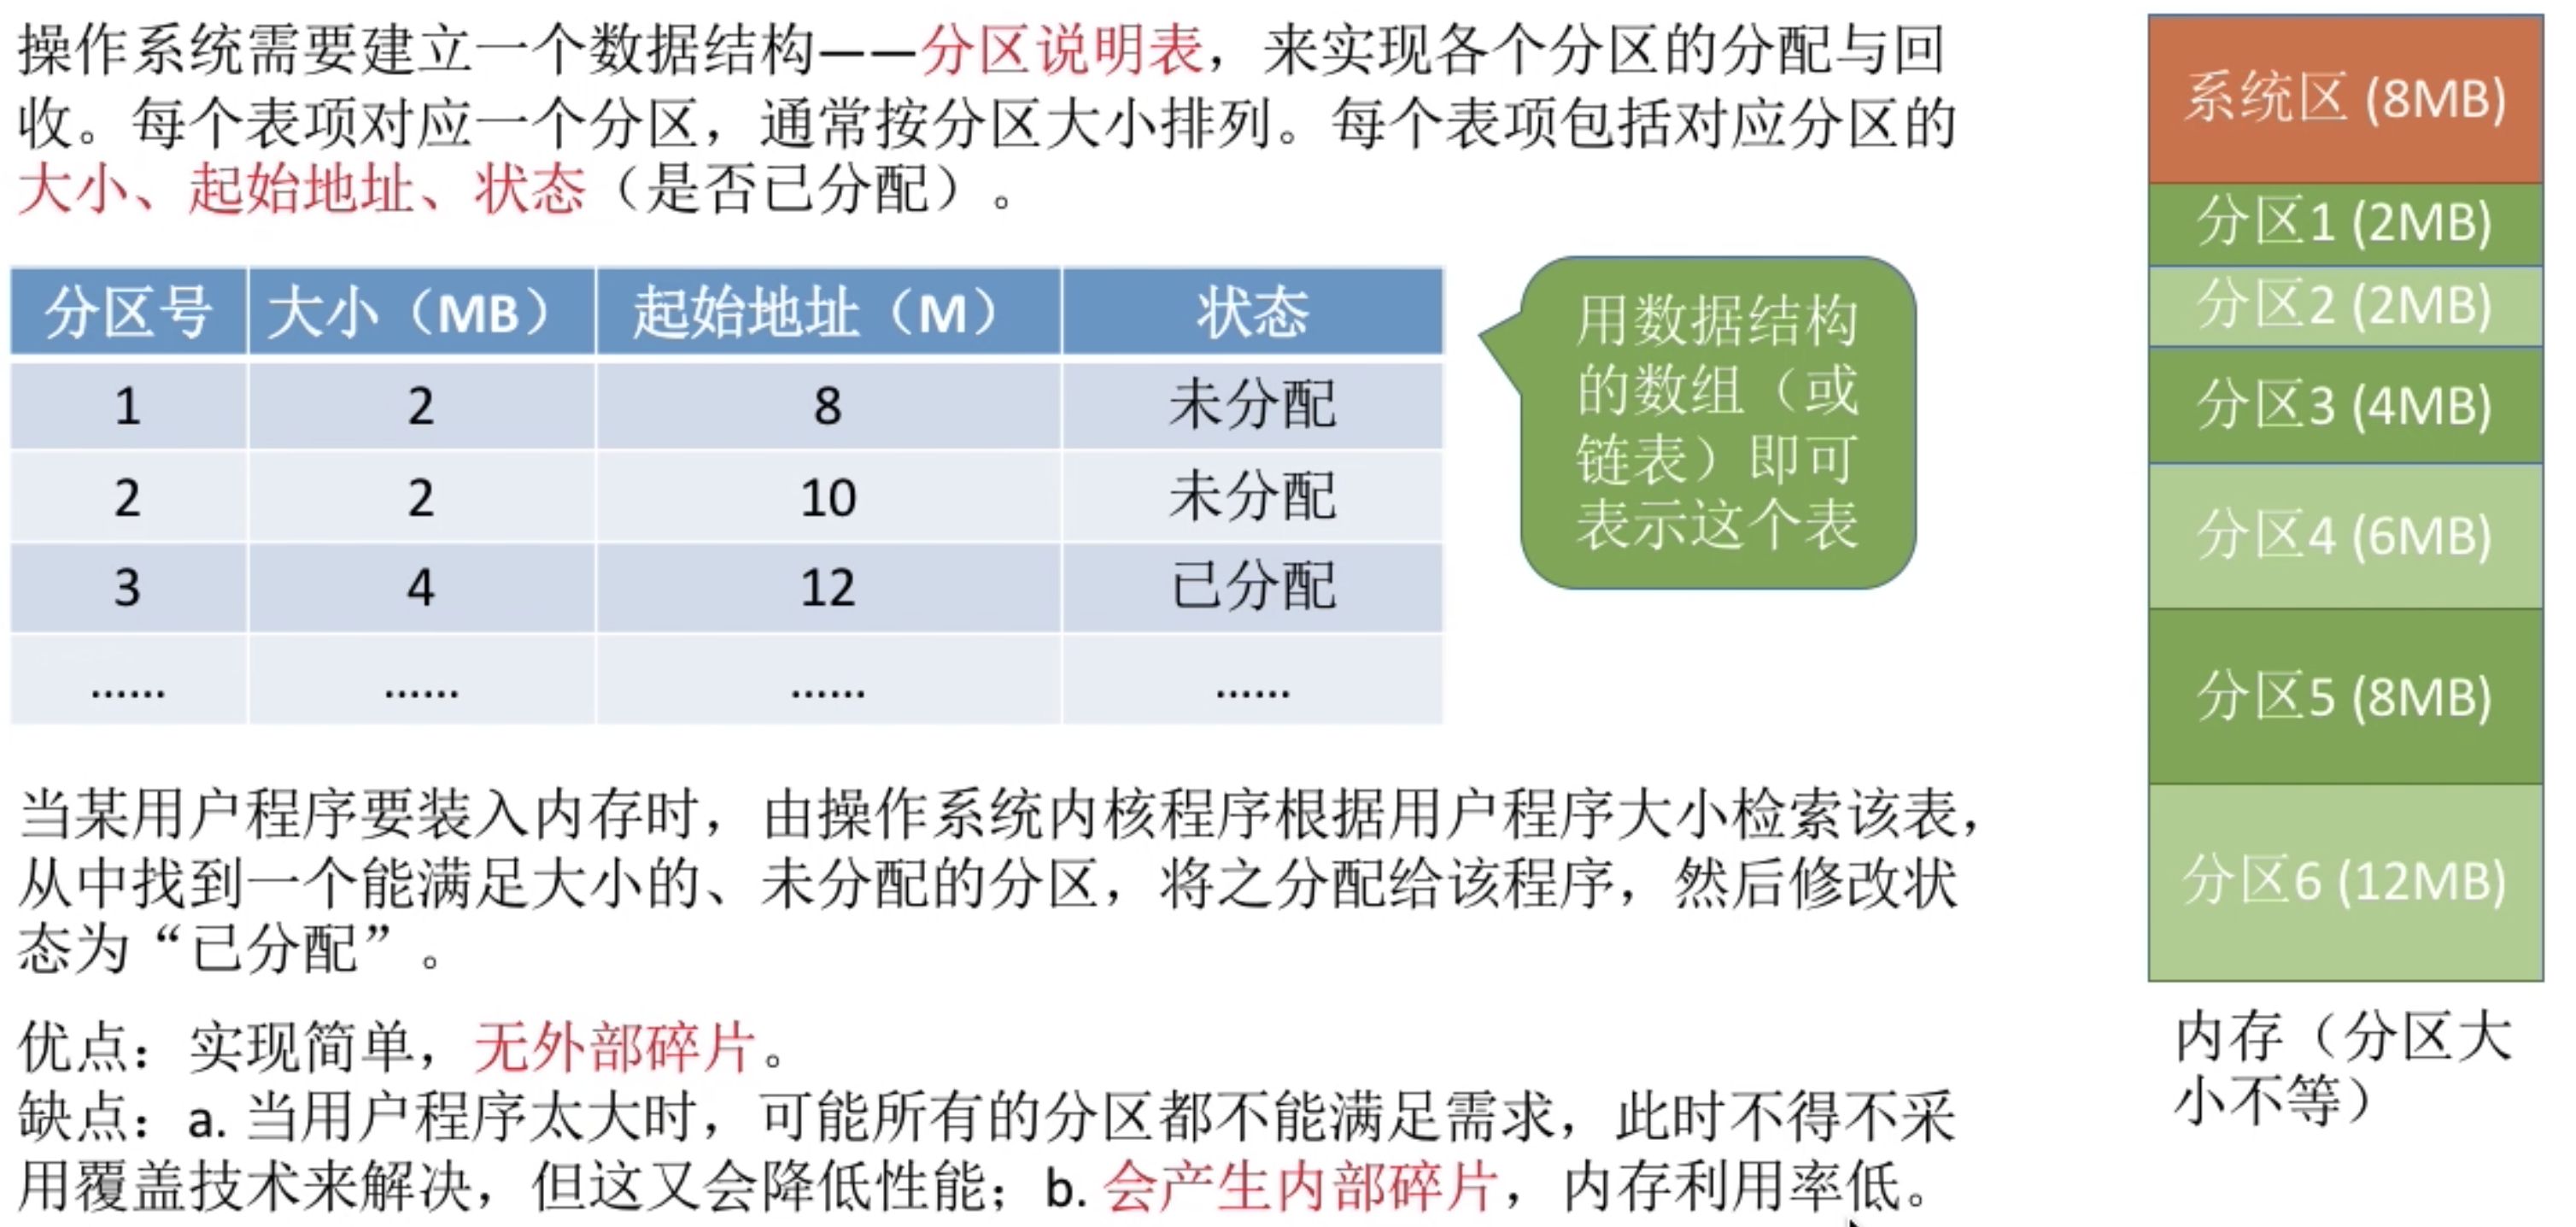 操作系统需要建立一个数据结构——分区说明表，来实现各个分区的分配与回
收。每个表项对应一个分区，通常按分区大小排列。每个表项包括对应分区的
大小、起始地址、状态（是否已分配）。
分区号 大小（MB） 起始地址（M） 状态
1 2 8 未分配
2 2 10 未分配
3 4 12 已分配
...... ...... ...... ......
用数据结构
的数组（或
链表）即可
表示这个表
当某用户程序要装入内存时，由操作系统内核程序根据用户程序大小检索该表，
从中找到一个能满足大小的、未分配的分区，将之分配给该程序，然后修改状
态为“已分配”。
优点：实现简单，无外部碎片。
缺点：a. 当用户程序太大时，可能所有的分区都不能满足需求，此时不得不采
用覆盖技术来解决，但这又会降低性能；b. 会产生内部碎片，内存利用率低。
系统区 (8MB)
分区1 (2MB)
分区2 (2MB)
分区3 (4MB)
分区4 (6MB)
分区5 (8MB)
分区6 (12MB)
内存（分区大
小不等）